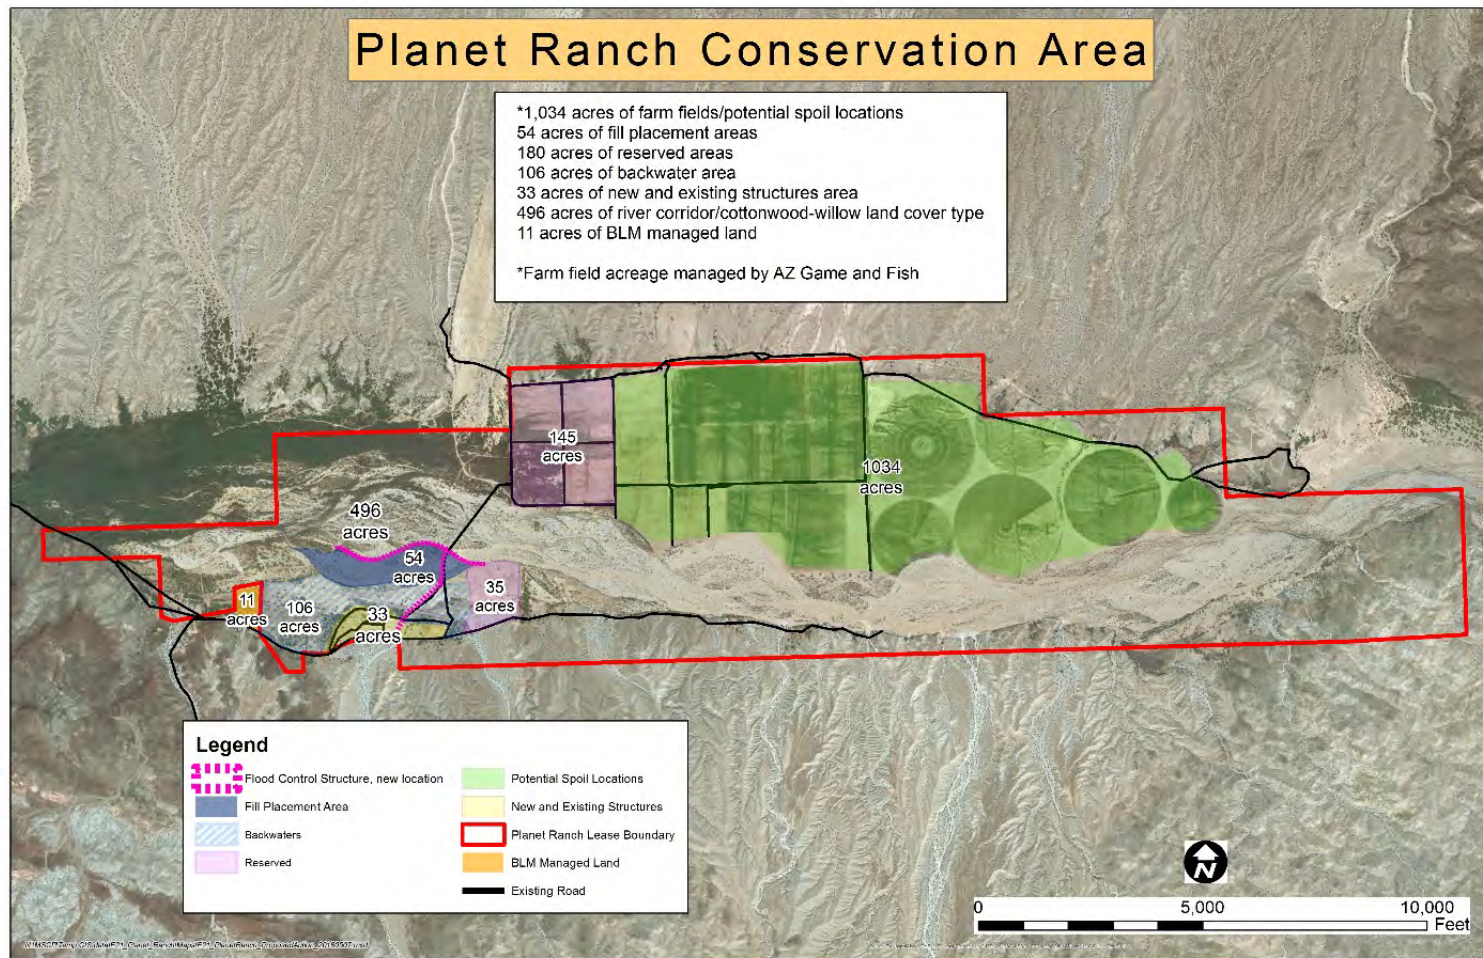 Planet Ranch Conservation Area
*1,034 acres of farm fields/potential spoil locations
54 acres of fill placement areas
180 acres of reserved areas
106 acres of backwater area
33 acres of new and existing structures area
496 acres of river corridor/cottonwood-willow land cover type
11 acres of BLM managed land
*Farm field acreage managed by AZ Game and Fish
145
acres
1034
acres
496
acres
54
acres
35
acres
11
acres
106
acres
33
acres
Legend
Flood Control Structure, new location
Fill Placement Area
Backwaters
Reserved
Potential Spoil Locations
New and Existing Structures
Planet Ranch Lease Boundary
BLM Managed Land
Existing Road
N
0 5,000 10,000
Feet